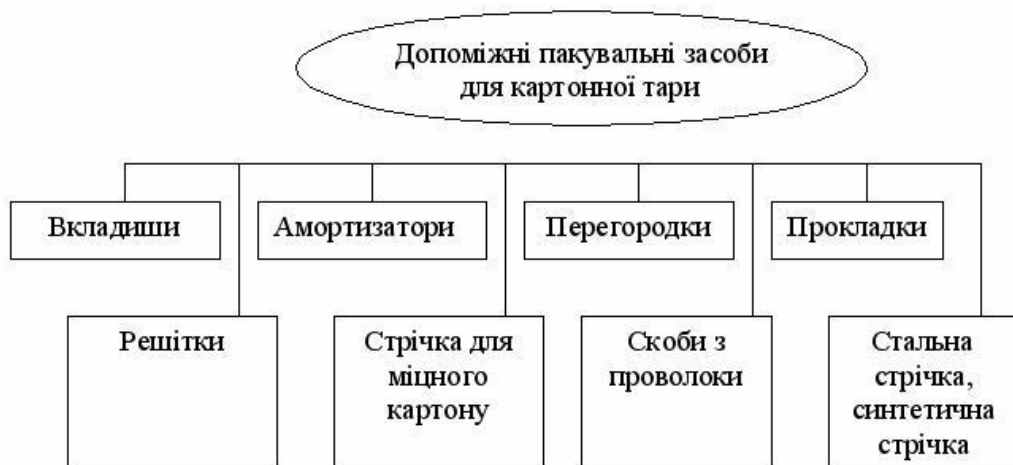 Допоміжні пакувальні засоби
для картонної тари
Вкладиши
Амортизатори
Перегородки
Прокладки
Решітки
Стрічка для
міцного
картону
Скоби з
проволоки
Стальна
стрічка,
синтетична
стрічка